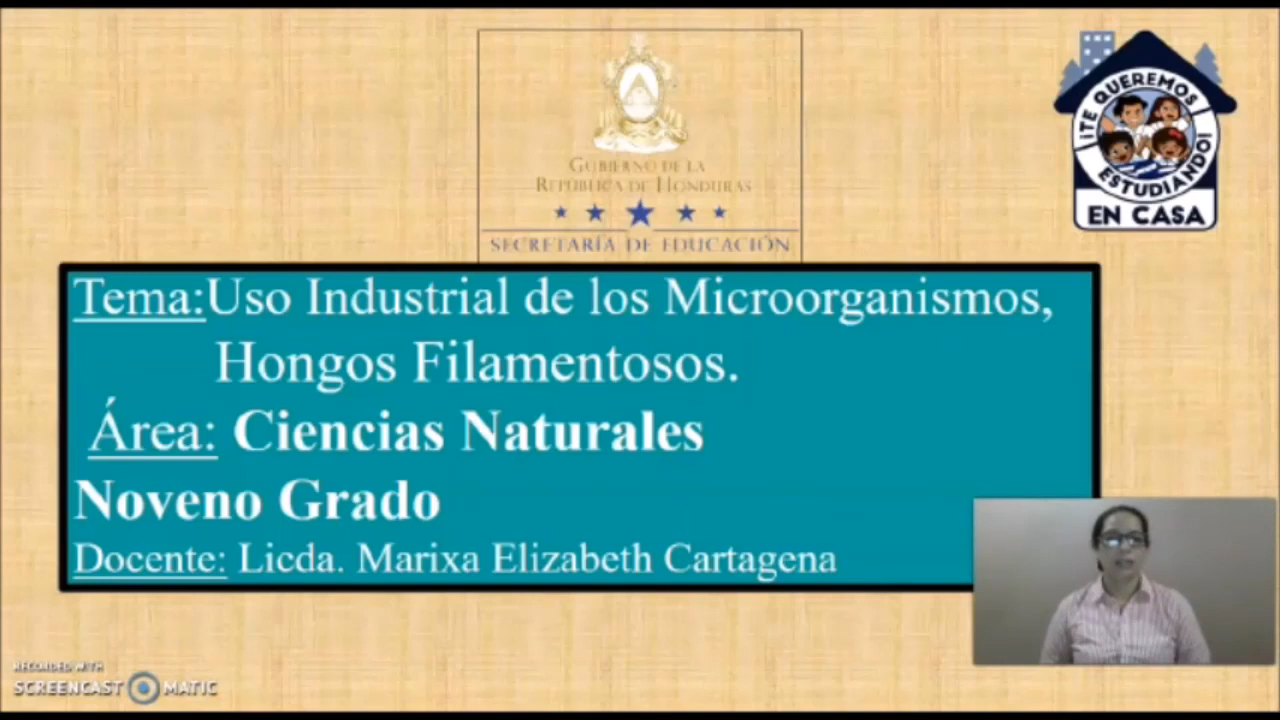 GOBIERNO DE LA
REPÚBLICA DE HONDURAS
SECRETARÍA DE EDUCACIÓN
¡TE QUEREMOS
ESTUDIANDO!
EN CASA
Tema:Uso Industrial de los Microorganismos,
Hongos Filamentosos.
Área: Ciencias Naturales
Noveno Grado
Docente: Licda. Marixa Elizabeth Cartagena
RECORDED WITH
SCREENCAST MATIC